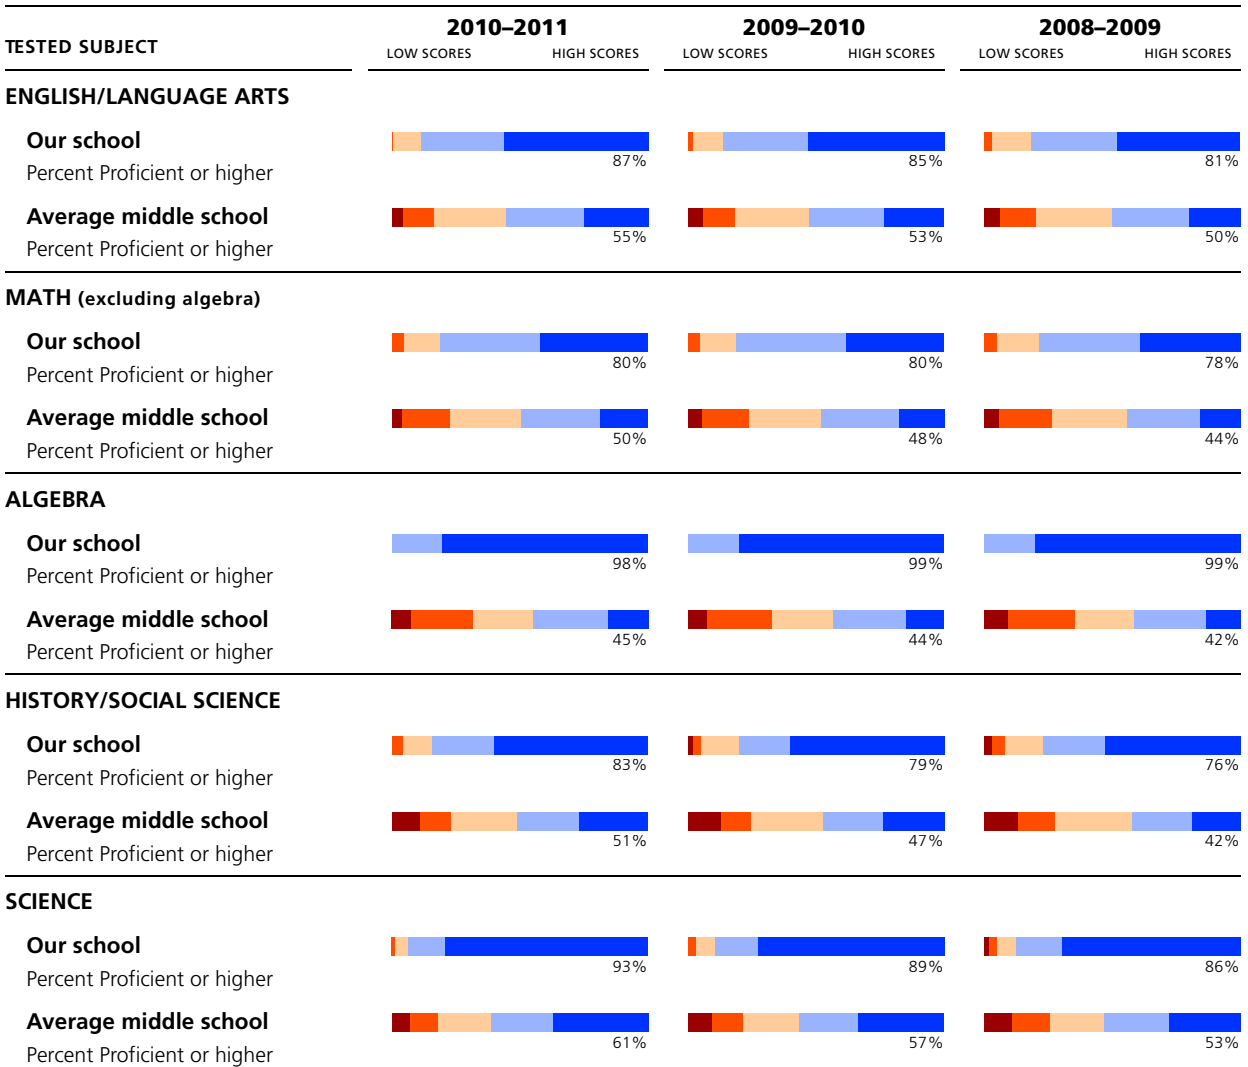 2010–2011 2009–2010 2008–2009
TESTED SUBJECT LOW SCORES HIGH SCORES LOW SCORES HIGH SCORES LOW SCORES HIGH SCORES
ENGLISH/LANGUAGE ARTS
Our school
87% 85% 81%
Percent Proficient or higher
Average middle school
55% 53% 50%
Percent Proficient or higher
MATH (excluding algebra)
Our school
80% 80% 78%
Percent Proficient or higher
Average middle school
50% 48% 44%
Percent Proficient or higher
ALGEBRA
Our school
98% 99% 99%
Percent Proficient or higher
Average middle school
45% 44% 42%
Percent Proficient or higher
HISTORY/SOCIAL SCIENCE
Our school
83% 79% 76%
Percent Proficient or higher
Average middle school
51% 47% 42%
Percent Proficient or higher
SCIENCE
Our school
93% 89% 86%
Percent Proficient or higher
Average middle school
61% 57% 53%
Percent Proficient or higher